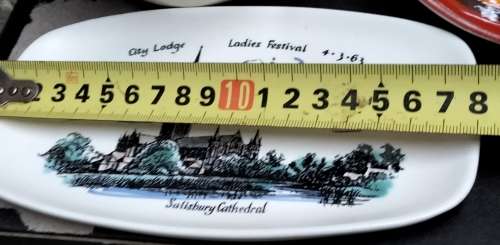 City Lodge Ladies Festival 4.3.63
2 3 4 5 6 7 8 9 10 1 2 3 4 5 6 7 8
Salisbury Cathedral